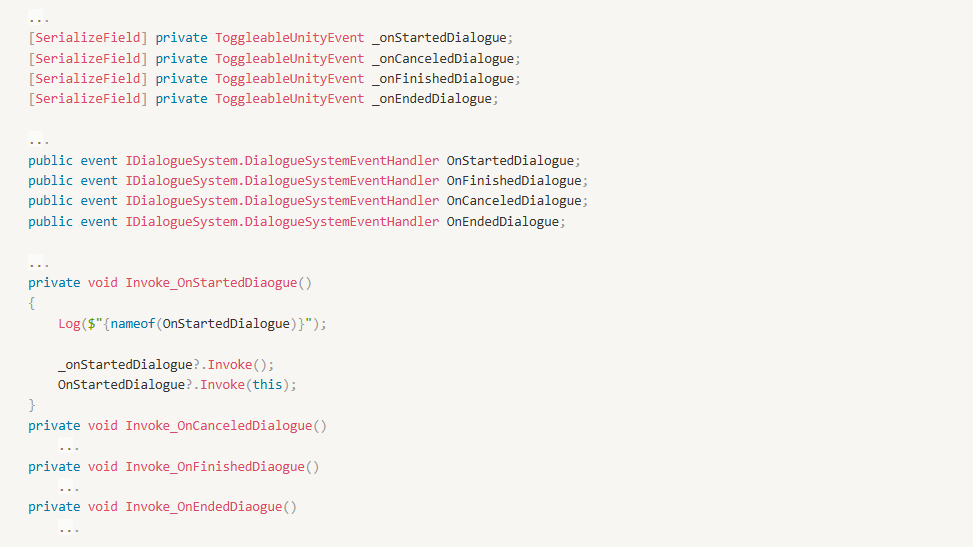 ...
[SerializeField] private ToggleableUnityEvent _onStartedDialogue;
[SerializeField] private ToggleableUnityEvent _onCanceledDialogue;
[SerializeField] private ToggleableUnityEvent _onFinishedDialogue;
[SerializeField] private ToggleableUnityEvent _onEndedDialogue;
...
public event IDialogueSystem.DialogueSystemEventHandler OnStartedDialogue;
public event IDialogueSystem.DialogueSystemEventHandler OnFinishedDialogue;
public event IDialogueSystem.DialogueSystemEventHandler OnCanceledDialogue;
public event IDialogueSystem.DialogueSystemEventHandler OnEndedDialogue;
...
private void Invoke_OnStartedDiaogue()
{
    Log($"{nameof(OnStartedDialogue)}");
    _onStartedDialogue?.Invoke();
    OnStartedDialogue?.Invoke(this);
}
private void Invoke_OnCanceledDialogue()
    ...
private void Invoke_OnFinishedDiaogue()
    ...
private void Invoke_OnEndedDiaogue()
    ...